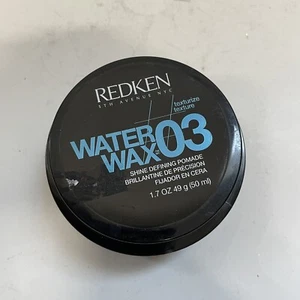 REDKEN
5TH AVENUE NYC
texturize
texture
WATER
WAX 03
SHINE DEFINING POMADE
BRILLANTINE DE PRECISION
FIJADOR EN CERA
1.7 OZ 49 g (50 ml)